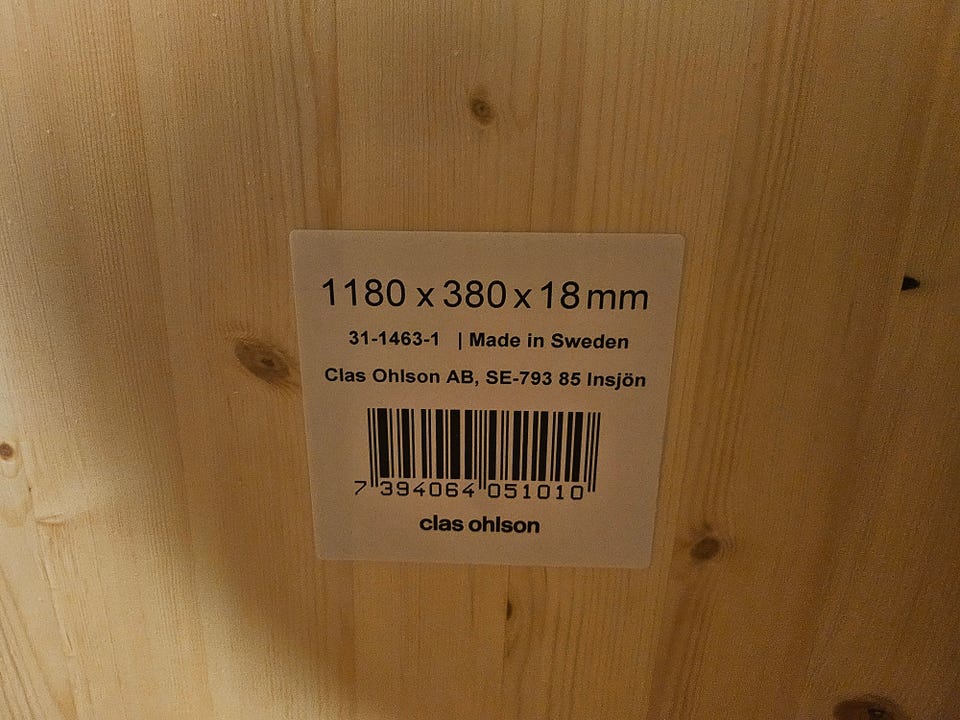 1180 x 380 x 18 mm
31-1463-1 | Made in Sweden
Clas Ohlson AB, SE-793 85 Insjön
7 394064 051010
clas ohlson